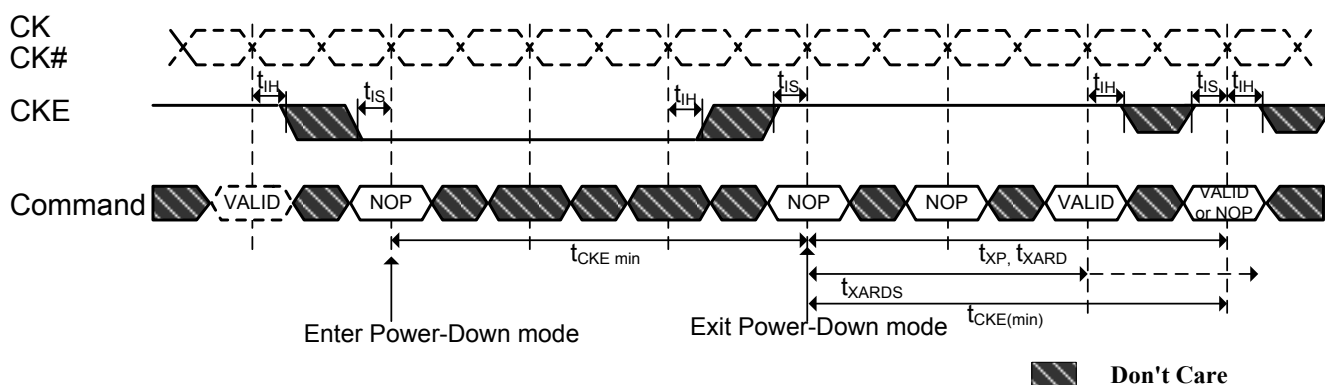 CK
CK#
CKE
tIH
tIS
tIH
tIS
tIH
tIS
tIH
Command
VALID
NOP
NOP
NOP
VALID
VALID
or NOP
tCKE min
tXP, tXARD
tXARDS
tCKE(min)
Enter Power-Down mode
Exit Power-Down mode
Don't Care